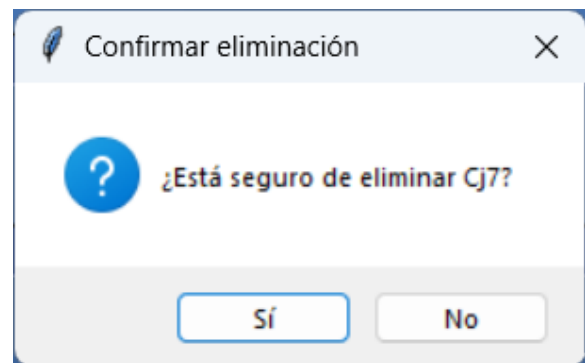 Confirmar eliminación
¿Está seguro de eliminar Cj7?
Sí
No